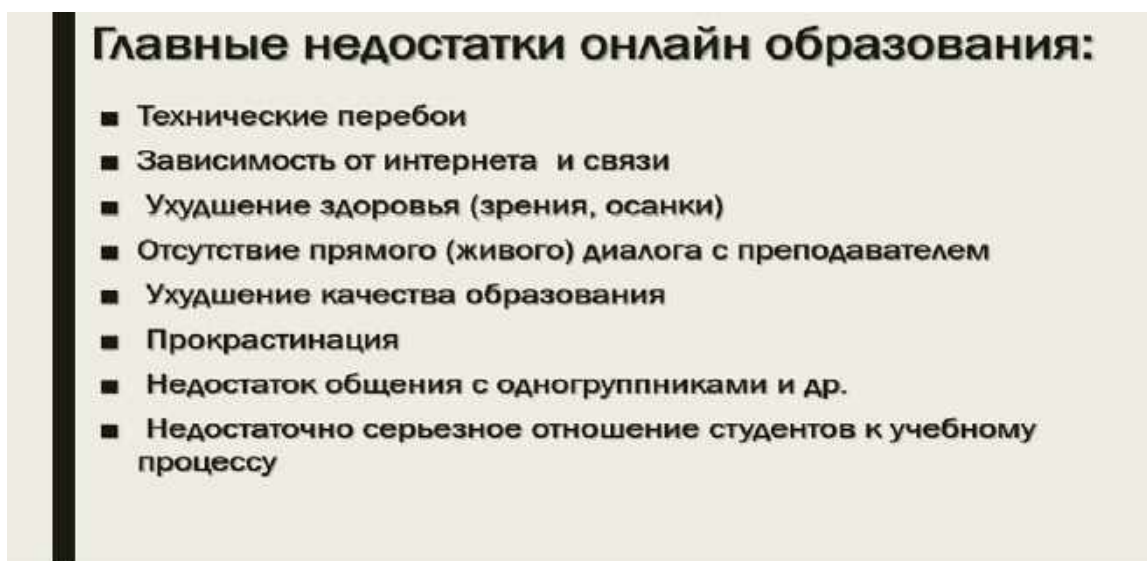 Главные недостатки онлайн образования:
■ Технические перебои
■ Зависимость от интернета и связи
■ Ухудшение здоровья (зрения, осанки)
■ Отсутствие прямого (живого) диалога с преподавателем
■ Ухудшение качества образования
■ Прокрастинация
■ Недостаток общения с одногруппниками и др.
■ Недостаточно серьезное отношение студентов к учебному
процессу